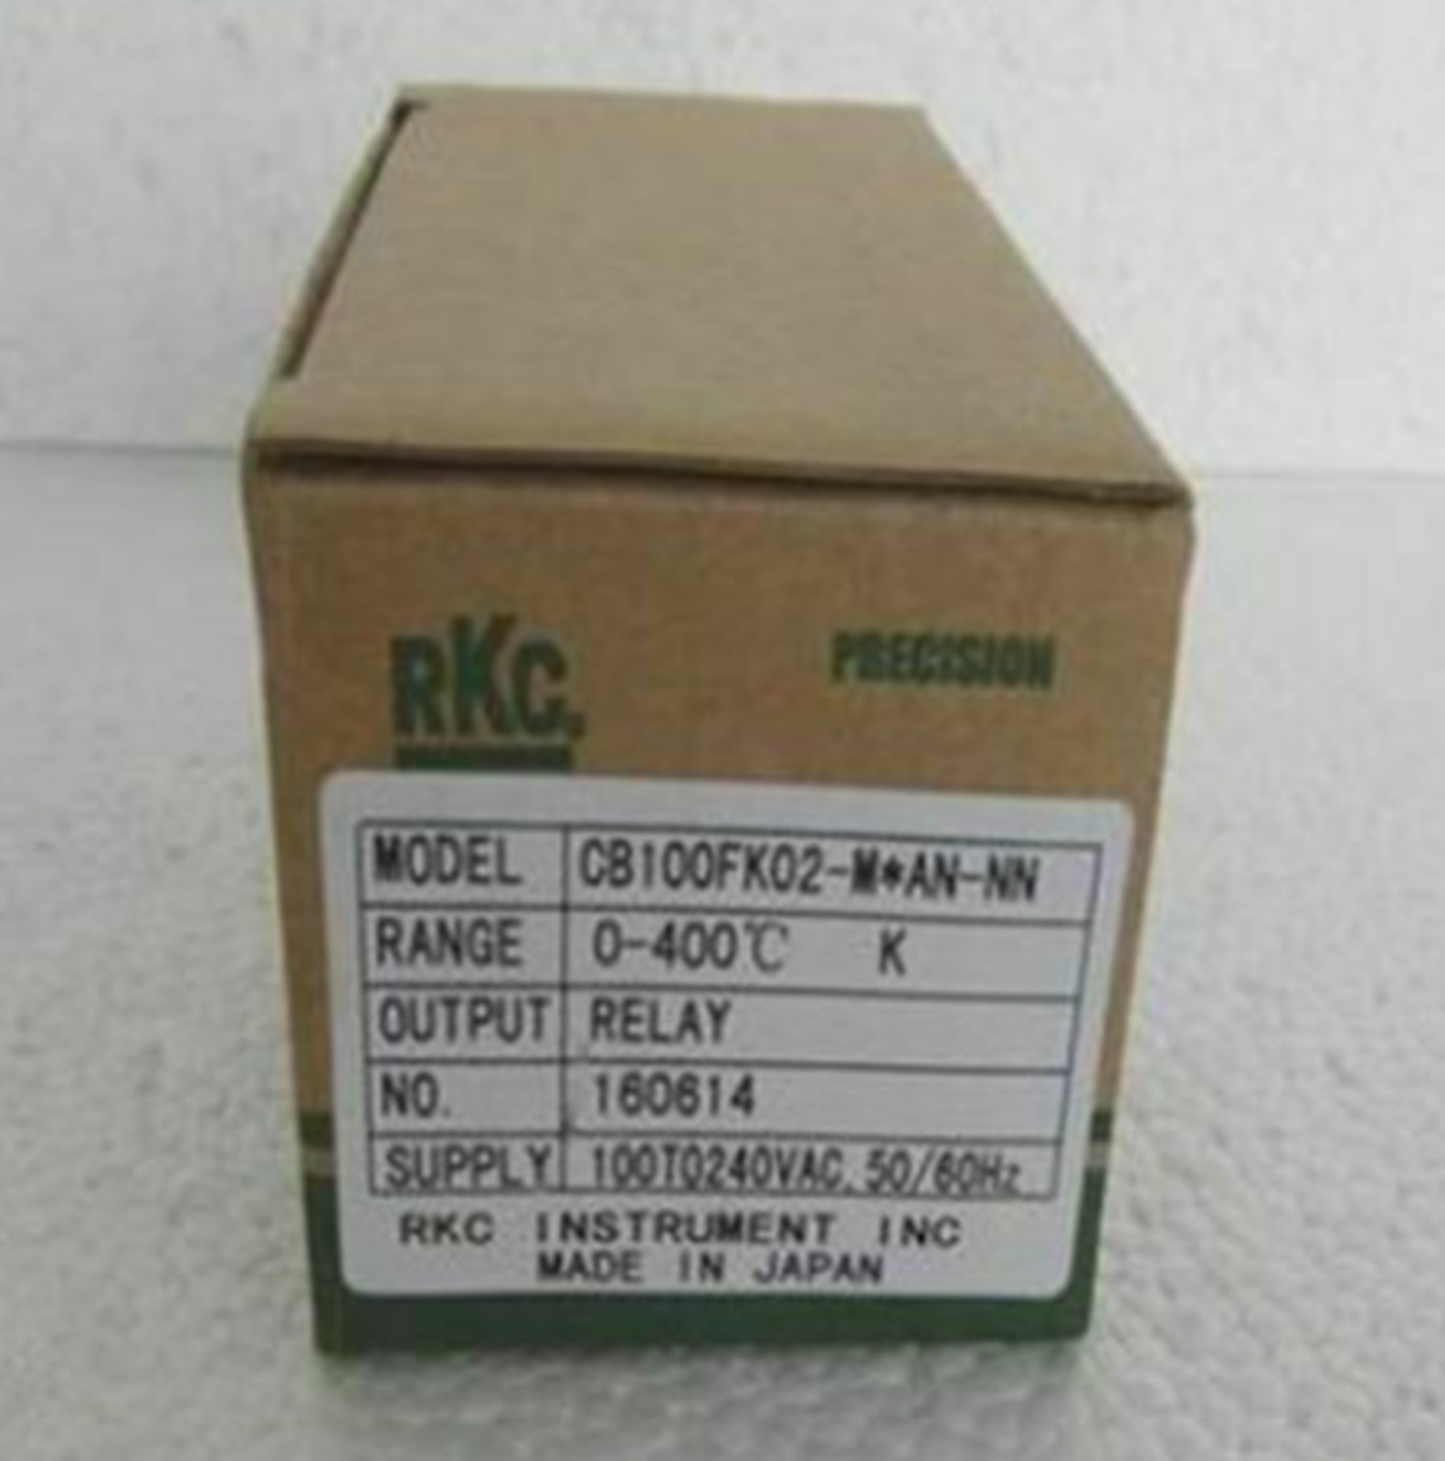 RKC.
PRECISION
MODEL CB100FK02-M*AN-NN
RANGE 0-400℃ K
OUTPUT RELAY
NO. 160614
SUPPLY 100TO240VAC, 50/60Hz
RKC INSTRUMENT INC
MADE IN JAPAN